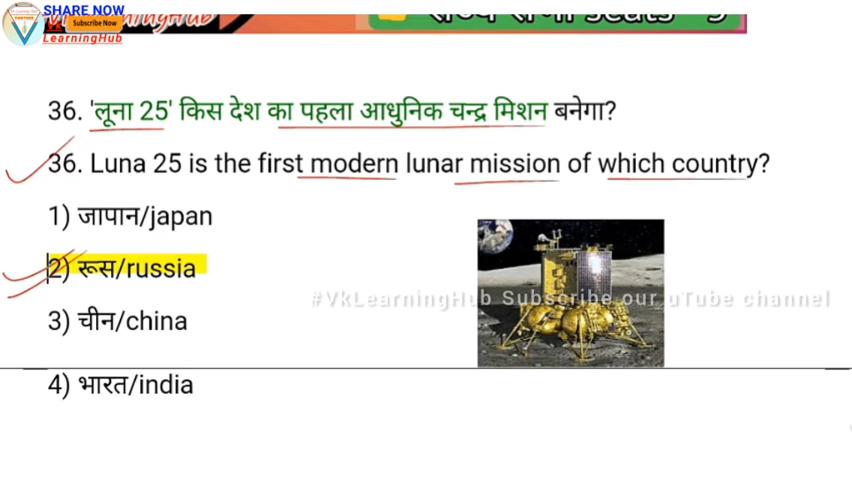 SHARE NOW
Subscribe Now
LearningHub
seats
36. 'लूना 25' किस देश का पहला आधुनिक चन्द्र मिशन बनेगा?
36. Luna 25 is the first modern lunar mission of which country?
1) जापान/japan
2) रूस/russia
#VkLearningHub Subscribe our uTube channel
3) चीन/china
4) भारत/india